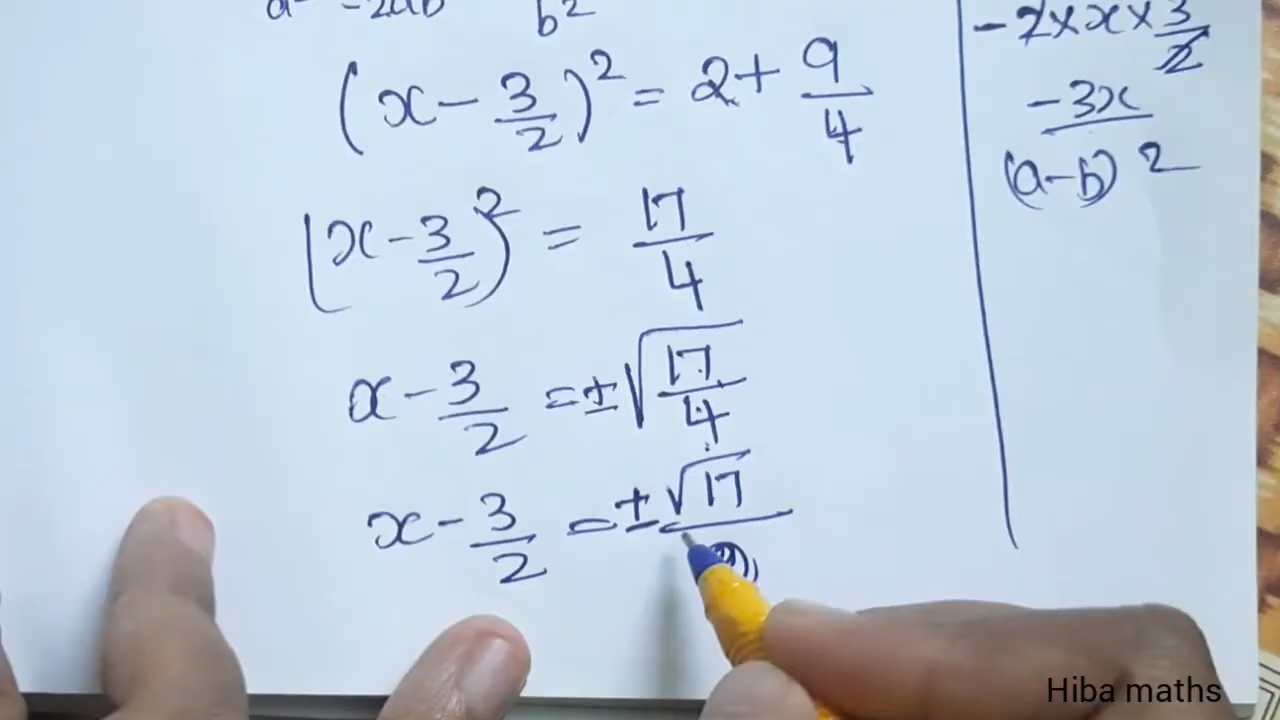 b²
(x - 3/2)² = 2 + 9/4
(x - 3/2)² = 17/4
x - 3/2 = ± √(17/4)
x - 3/2 = ± √17
-2 × x × 3/2
-3x
(a-b)²
Hiba maths